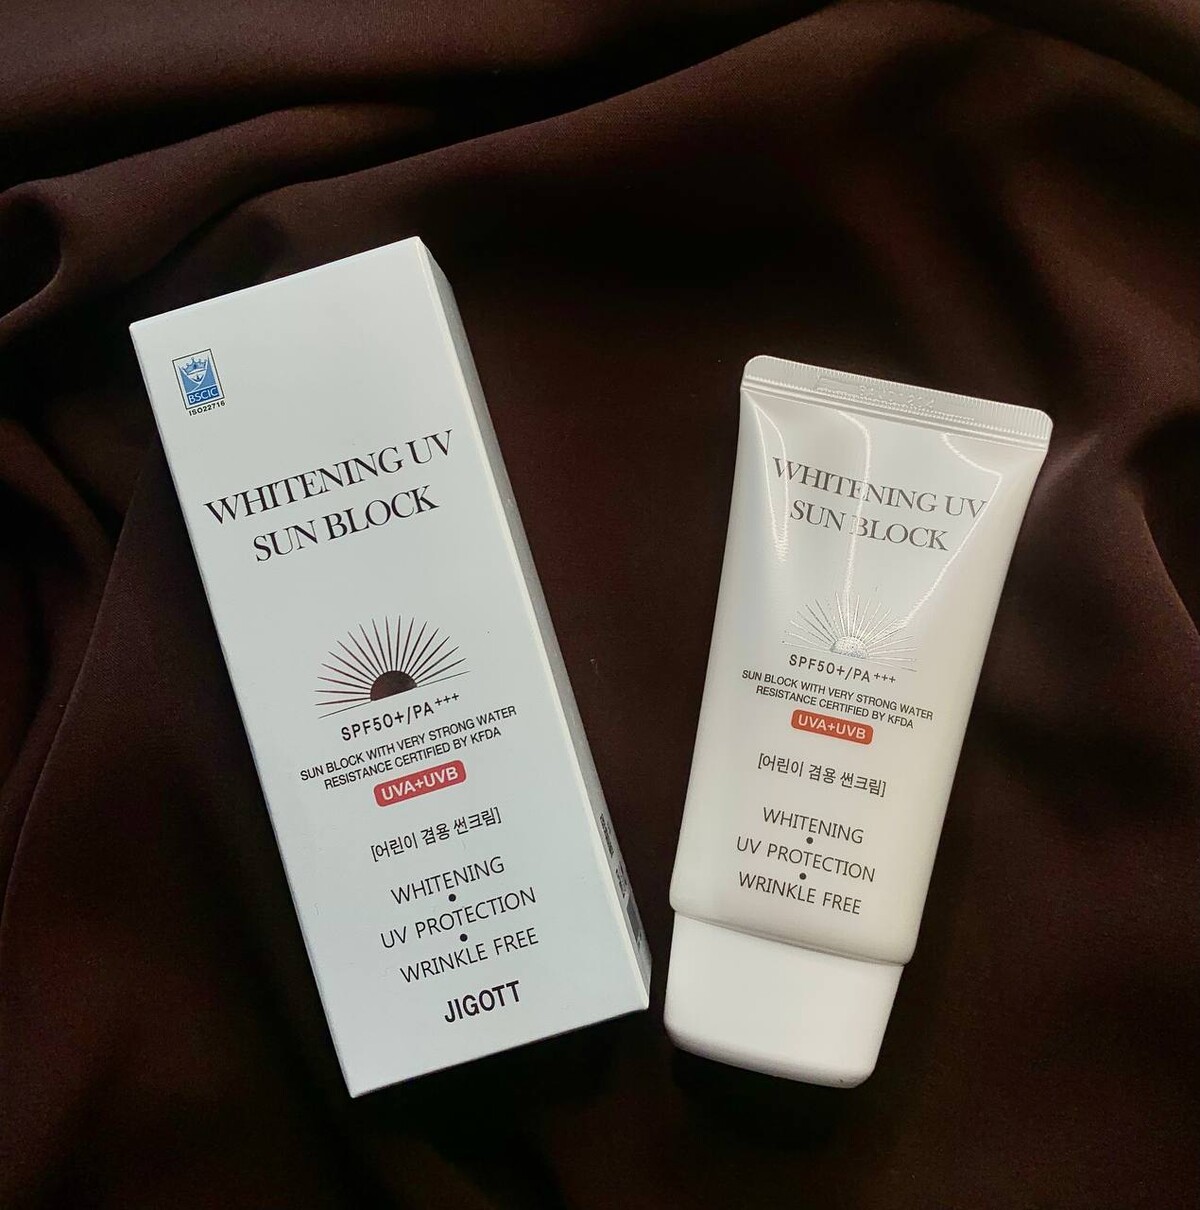 BSCIC
ISO22716
WHITENING UV
SUN BLOCK
SPF50+/PA+++
SUN BLOCK WITH VERY STRONG WATER
RESISTANCE CERTIFIED BY KFDA
UVA+UVB
[어린이 겸용 썬크림]
WHITENING
•
UV PROTECTION
•
WRINKLE FREE
JIGOTT
WHITENING UV
SUN BLOCK
SPF50+/PA+++
SUN BLOCK WITH VERY STRONG WATER
RESISTANCE CERTIFIED BY KFDA
UVA+UVB
[어린이 겸용 썬크림]
WHITENING
•
UV PROTECTION
•
WRINKLE FREE